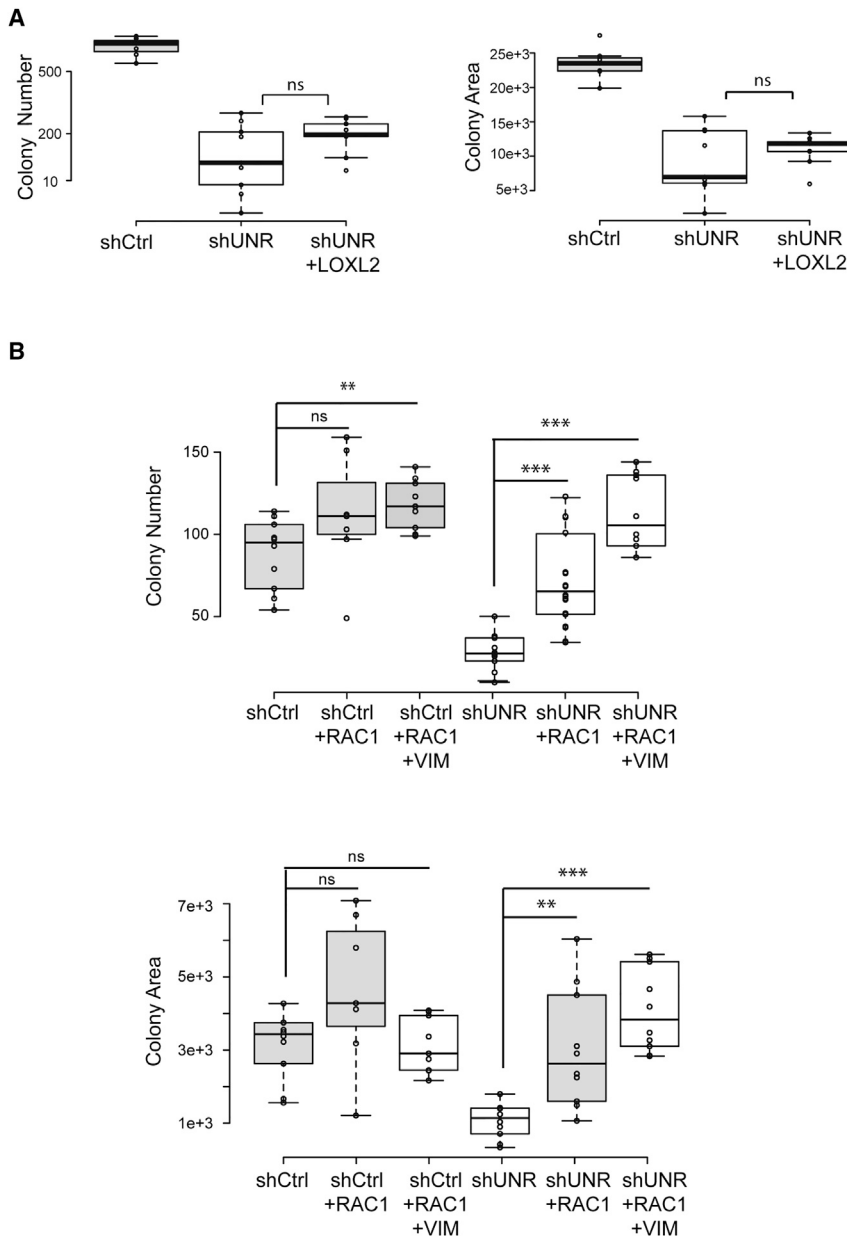 A
Colony Number
500
200
10
ns
shCtrl
shUNR
shUNR
+LOXL2
Colony Area
25e+3
20e+3
15e+3
10e+3
5e+3
ns
shCtrl
shUNR
shUNR
+LOXL2
B
Colony Number
150
100
50
**
ns
***
***
shCtrl
shCtrl
+RAC1
shCtrl
+RAC1
+VIM
shUNR
shUNR
+RAC1
shUNR
+RAC1
+VIM
Colony Area
7e+3
5e+3
3e+3
1e+3
ns
ns
***
**
shCtrl
shCtrl
+RAC1
shCtrl
+RAC1
+VIM
shUNR
shUNR
+RAC1
shUNR
+RAC1
+VIM